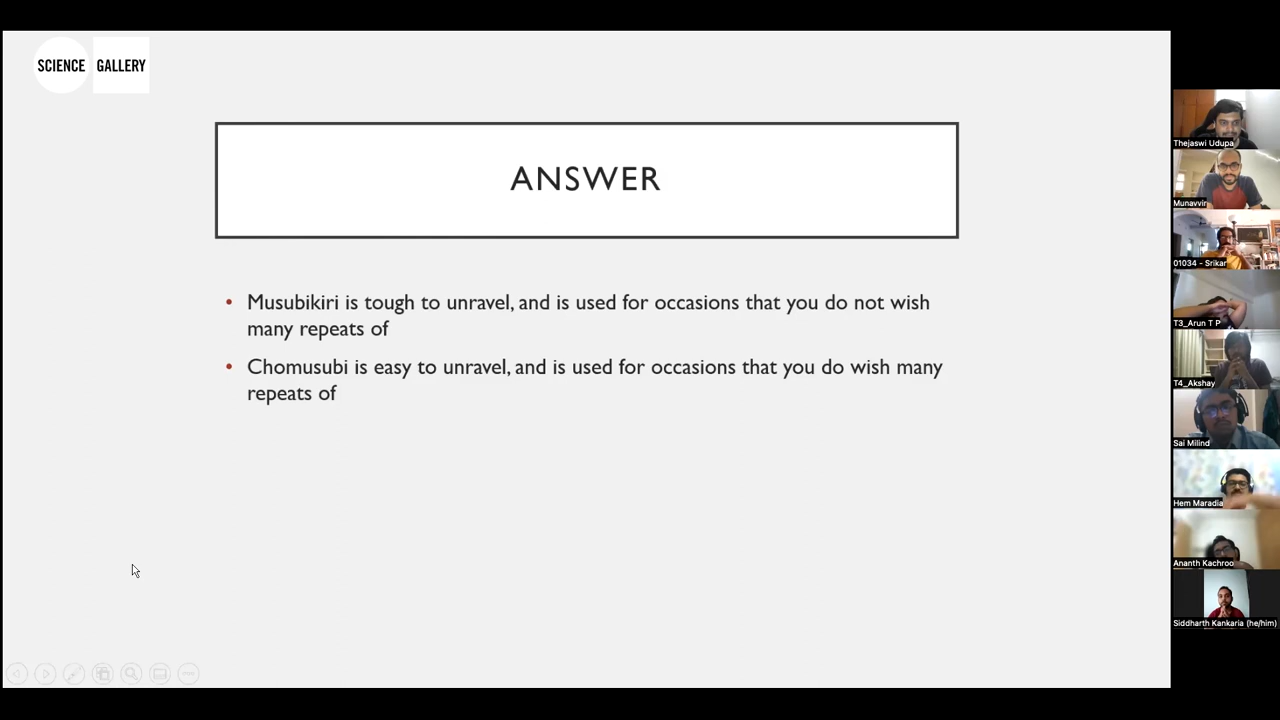 SCIENCE GALLERY
ANSWER
• Musubikiri is tough to unravel, and is used for occasions that you do not wish
many repeats of
• Chomusubi is easy to unravel, and is used for occasions that you do wish many
repeats of
Thejaswi Udupa
Munavvir
01034 - Srikar
T3_Arun T P
T4_Akshay
Sai Milind
Hem Maradia
Ananth Kachroo
Siddharth Kankaria (he/him)